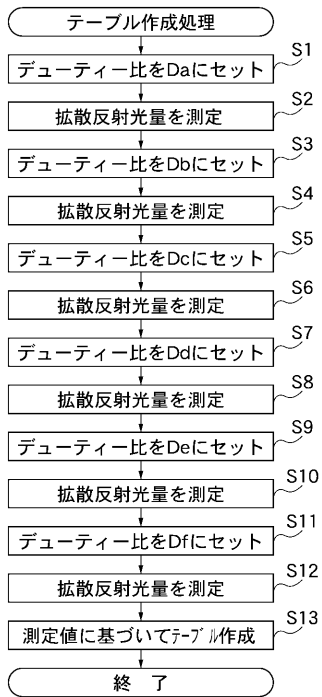 テーブル作成処理
S1
デューティー比をDaにセット
S2
拡散反射光量を測定
S3
デューティー比をDbにセット
S4
拡散反射光量を測定
S5
デューティー比をDcにセット
S6
拡散反射光量を測定
S7
デューティー比をDdにセット
S8
拡散反射光量を測定
S9
デューティー比をDeにセット
S10
拡散反射光量を測定
S11
デューティー比をDfにセット
S12
拡散反射光量を測定
S13
測定値に基づいてテーブル作成
終 了